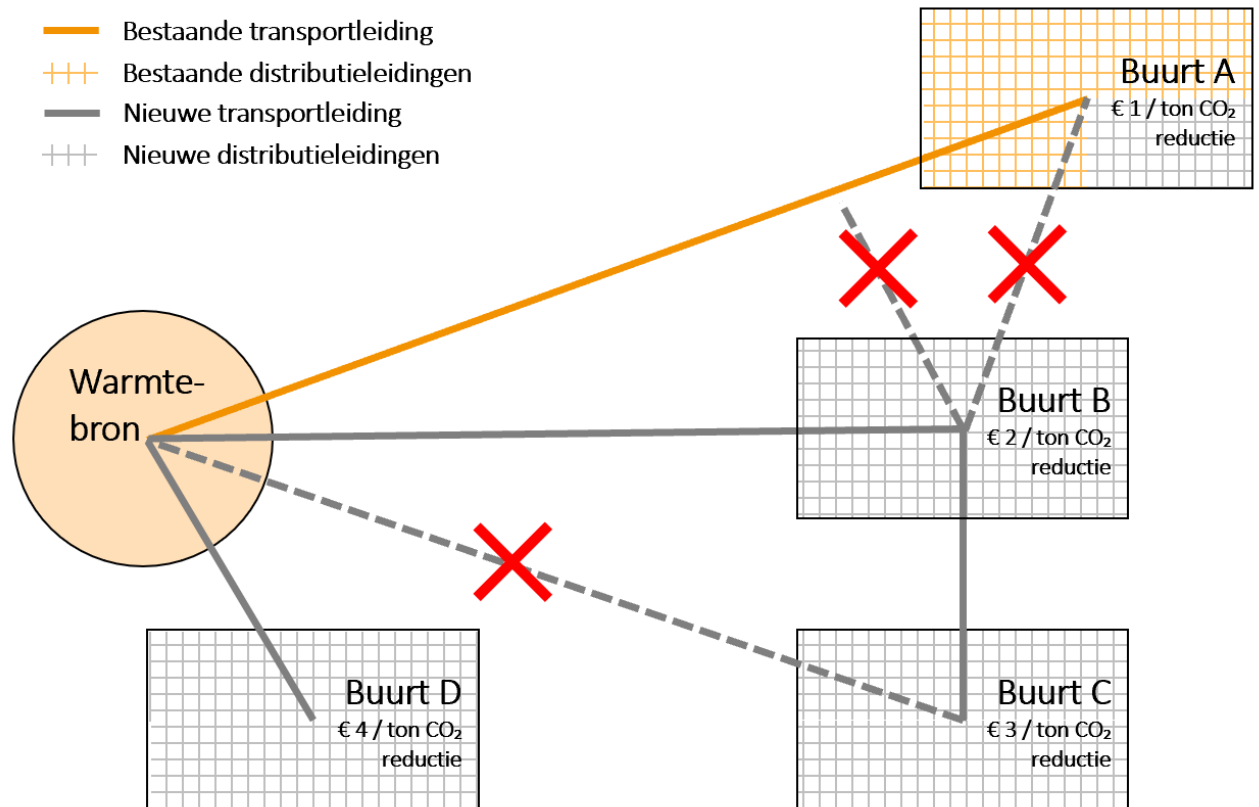 Bestaande transportleiding
Bestaande distributieleidingen
Nieuwe transportleiding
Nieuwe distributieleidingen
Buurt A
€ 1 / ton CO₂
reductie
Warmte-
bron
Buurt B
€ 2 / ton CO₂
reductie
Buurt D
€ 4 / ton CO₂
reductie
Buurt C
€ 3 / ton CO₂
reductie